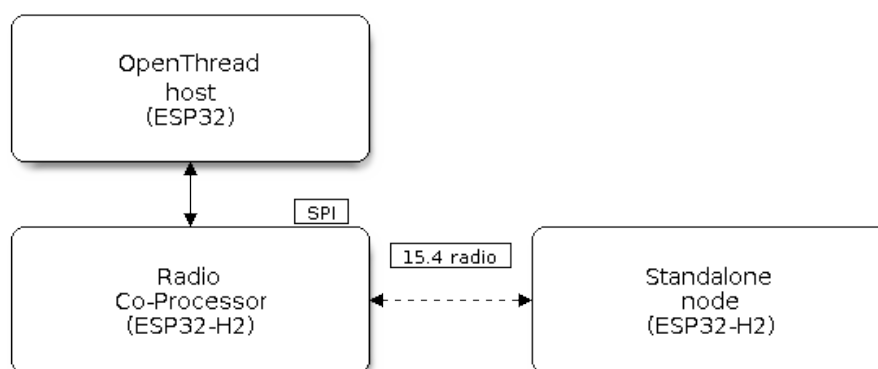 OpenThread
host
(ESP32)
SPI
15.4 radio
Radio
Co-Processor
(ESP32-H2)
Standalone
node
(ESP32-H2)